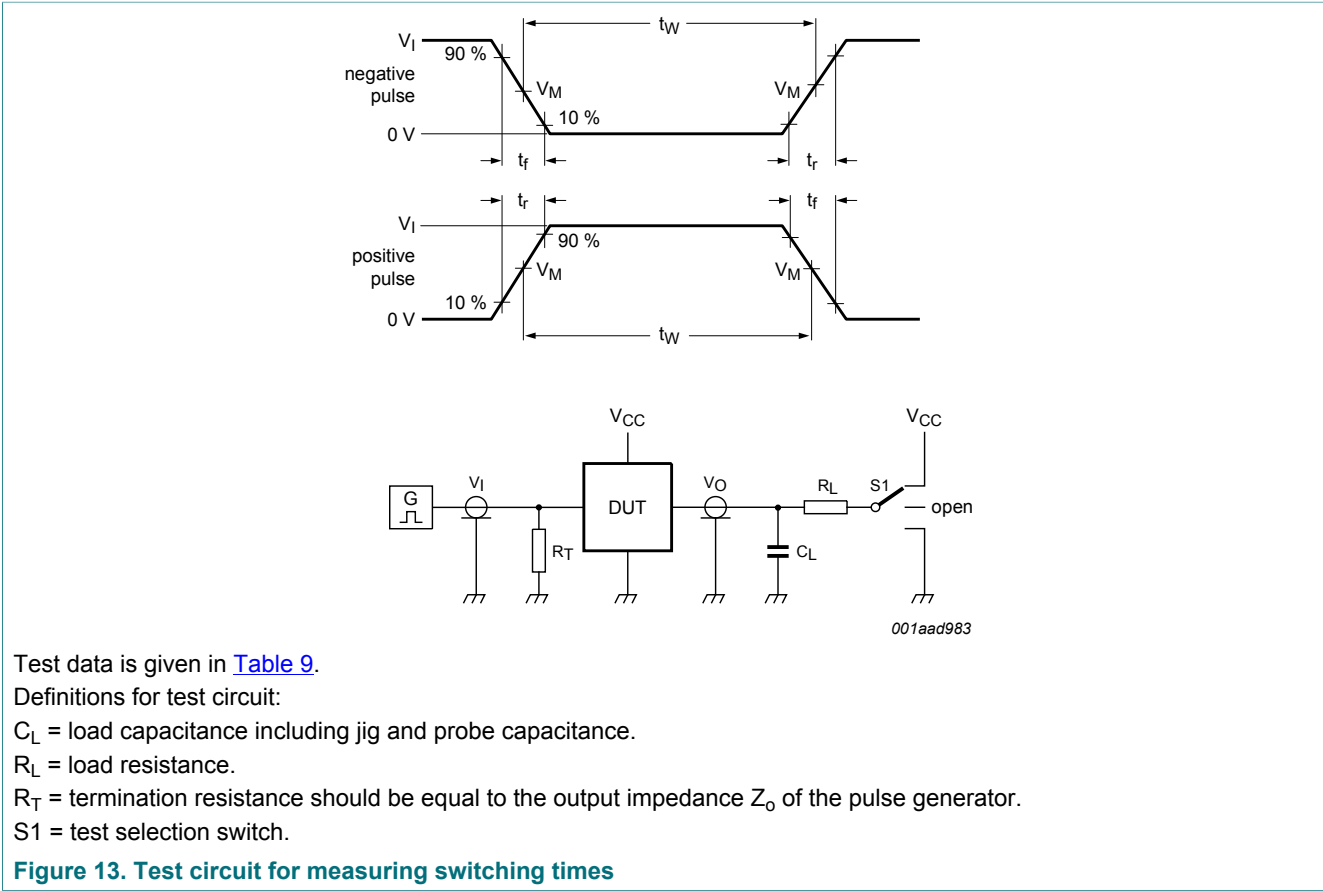 tW
VI
90 %
negative
pulse
VM
VM
10 %
0 V
tf
tr
tr
tf
VI
90 %
positive
pulse
VM
VM
10 %
0 V
tW
VCC
VCC
VI
VO
RL
S1
G
DUT
open
RT
CL
001aad983
Test data is given in Table 9.
Definitions for test circuit:
CL = load capacitance including jig and probe capacitance.
RL = load resistance.
RT = termination resistance should be equal to the output impedance Zo of the pulse generator.
S1 = test selection switch.
Figure 13. Test circuit for measuring switching times